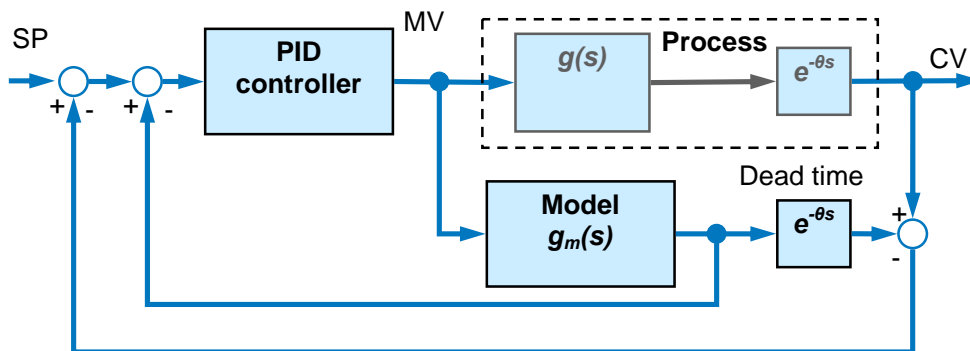 SP
+
-
+
-
PID
controller
MV
Process
g(s)
e^{-θs}
CV
Model
g_m(s)
Dead time
e^{-θs}
+
-